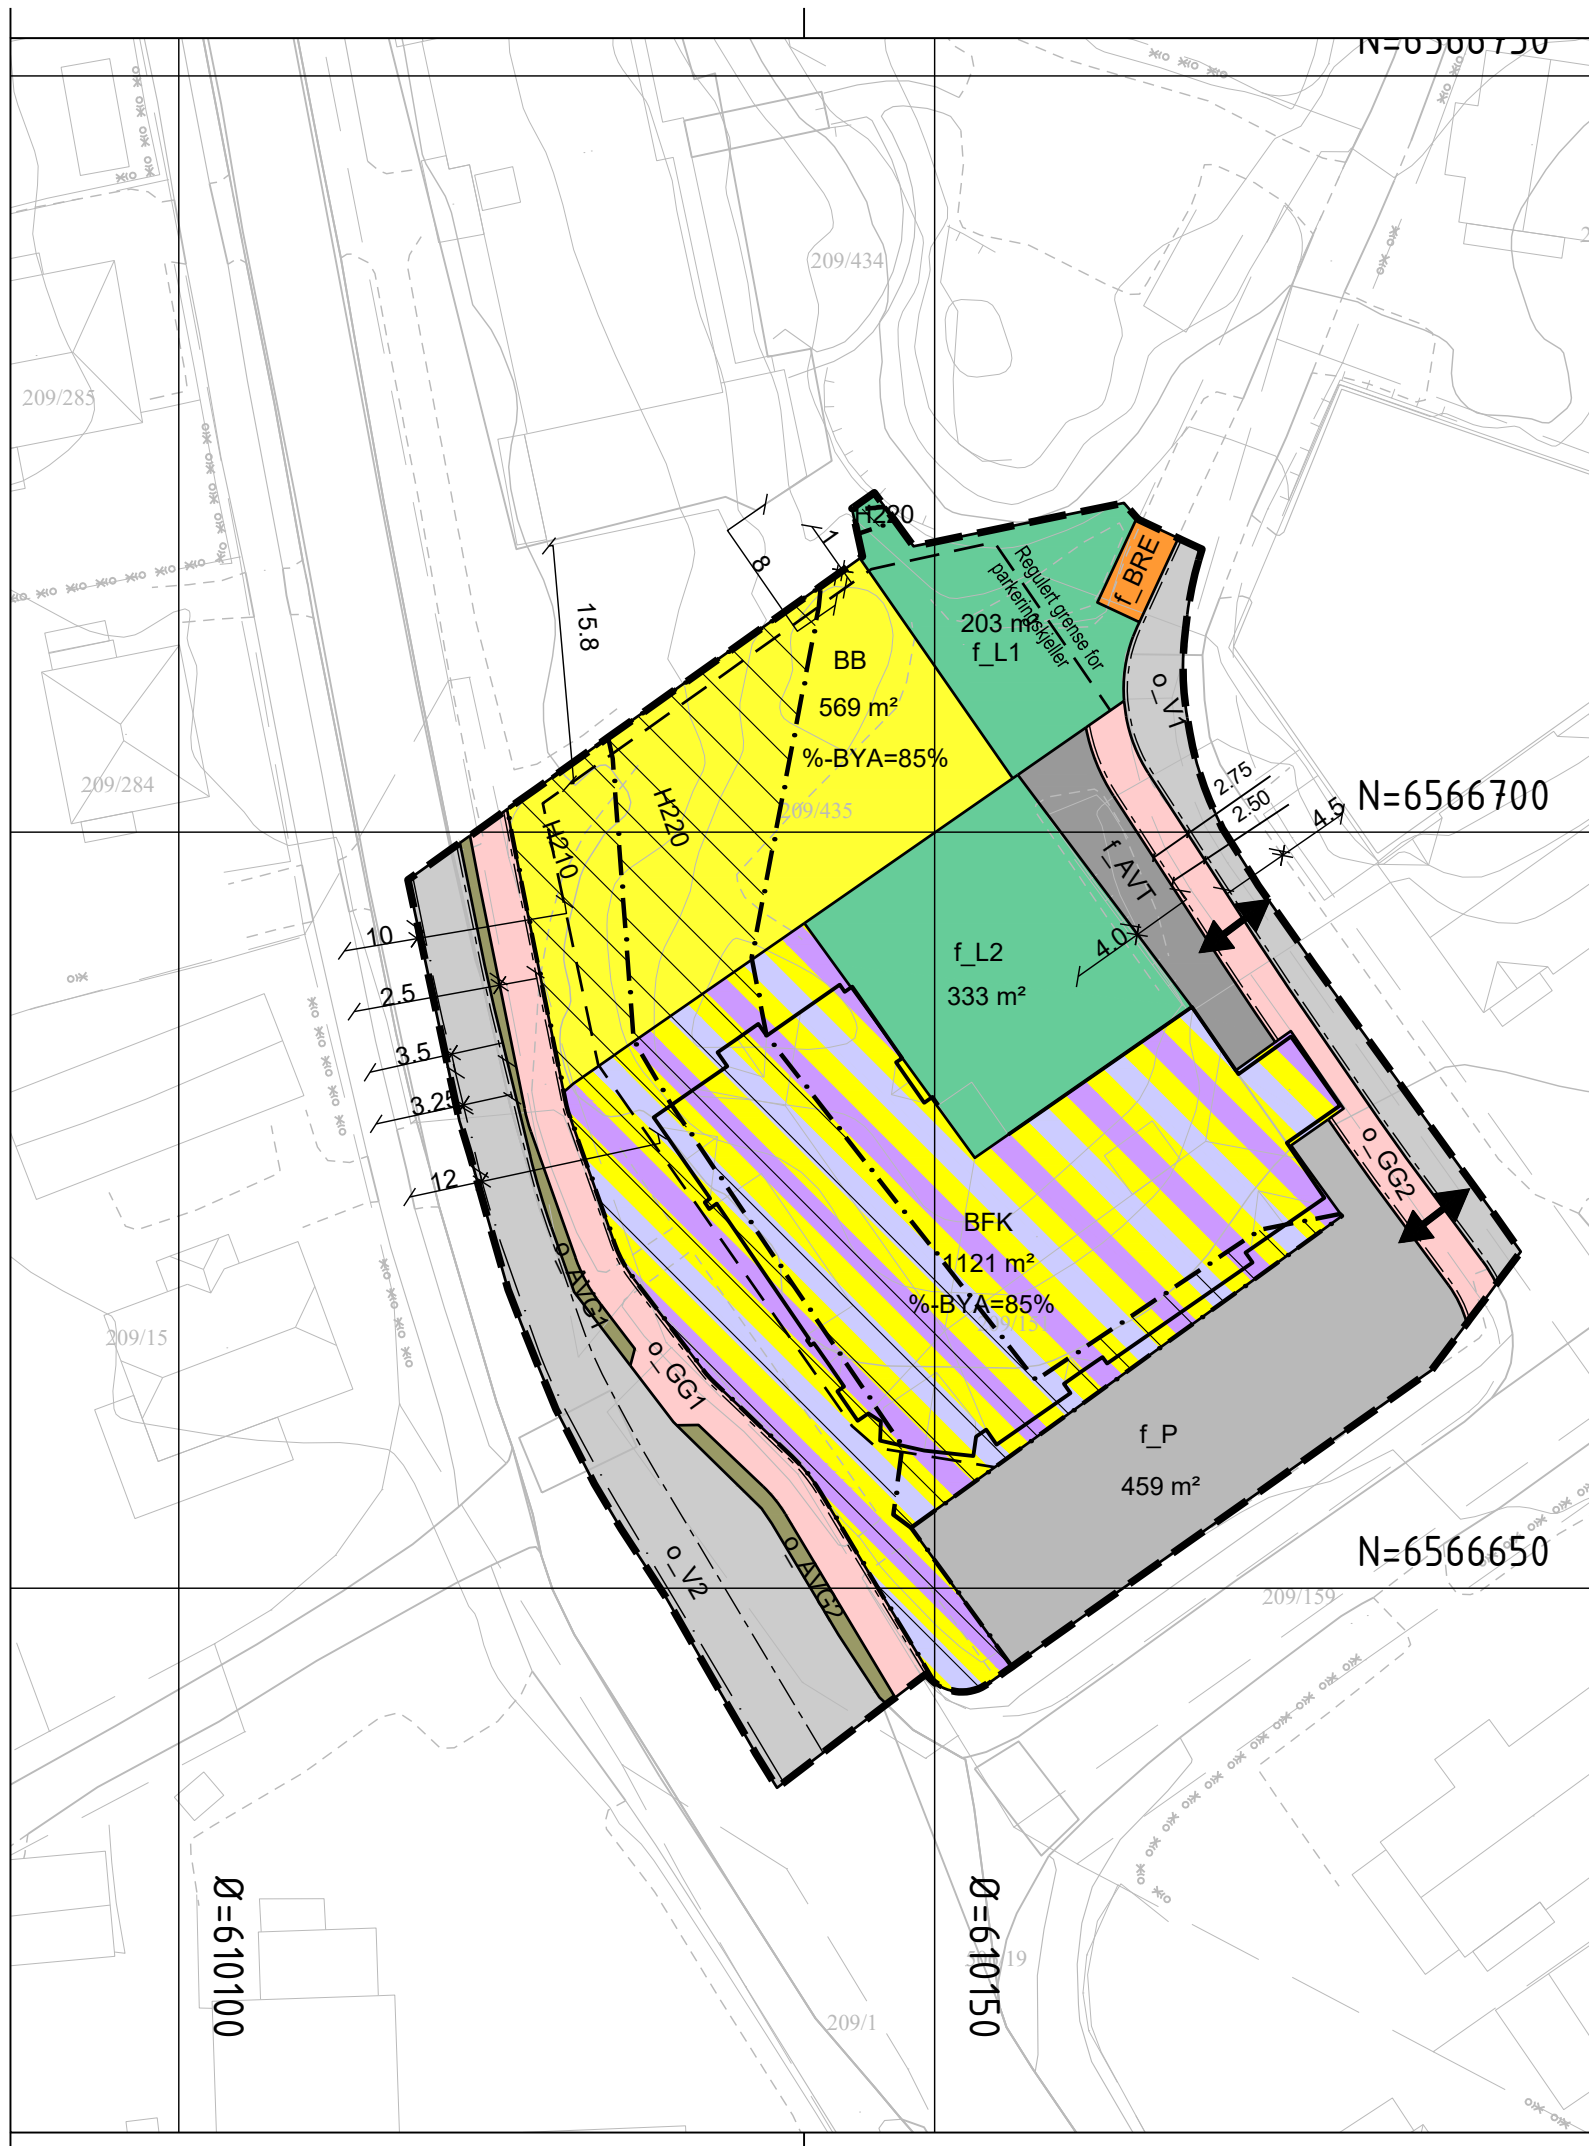 N=6566750
209/434
209/285
H220
1
8
Regulert grense for
parkeringskjeller
f_BRE
15.8
203 m²
f_L1
BB
569 m²
%-BYA=85%
o_V1
209/284
H220
209/435
H210
2.75
2.50
4.5
N=6566700
f_AVT
10
4.0
f_L2
333 m²
2.5
3.5
3.25
12
o_GG2
BFK
1121 m²
%-BYA=85%
209/15
o_AVG1
o_GG1
f_P
459 m²
o_V2
o_AVG2
N=6566650
209/159
Ø=610100
Ø=610150
209/1